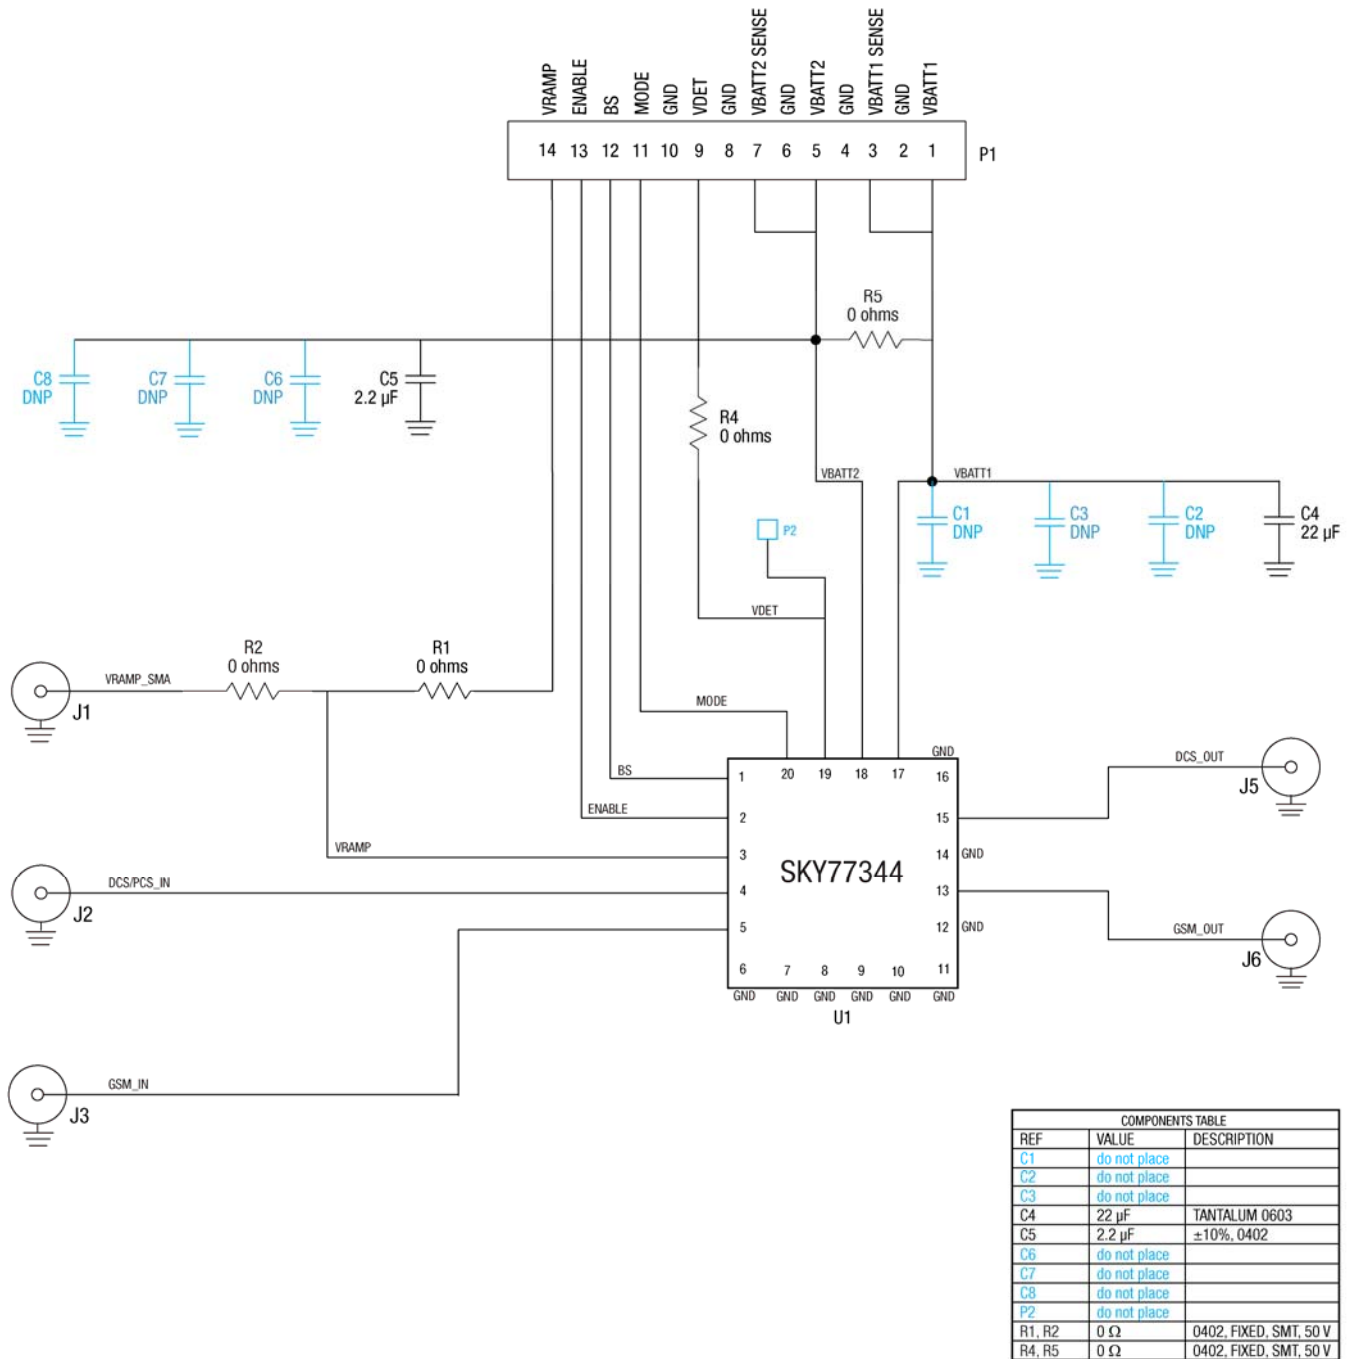 VRAMP
ENABLE
BS
MODE
GND
VDET
GND
VBATT2 SENSE
GND
VBATT2
GND
VBATT1 SENSE
GND
VBATT1
14 13 12 11 10 9 8 7 6 5 4 3 2 1
P1
R5
0 ohms
C8
DNP
C7
DNP
C6
DNP
C5
2.2 µF
R4
0 ohms
VBATT2
VBATT1
P2
C1
DNP
C3
DNP
C2
DNP
C4
22 µF
VDET
R2
0 ohms
R1
0 ohms
VRAMP_SMA
J1
MODE
GND
DCS_OUT
J5
BS
1 20 19 18 17 16
ENABLE
2 15
VRAMP
3 14 GND
SKY77344
DCS/PCS_IN
J2
4 13
5 12 GND
GSM_OUT
J6
6 7 8 9 10 11
GND GND GND GND GND GND
U1
GSM_IN
J3
COMPONENTS TABLE
REF VALUE DESCRIPTION
C1 do not place
C2 do not place
C3 do not place
C4 22 µF TANTALUM 0603
C5 2.2 µF ±10%, 0402
C6 do not place
C7 do not place
C8 do not place
P2 do not place
R1, R2 0 Ω 0402, FIXED, SMT, 50 V
R4, R5 0 Ω 0402, FIXED, SMT, 50 V